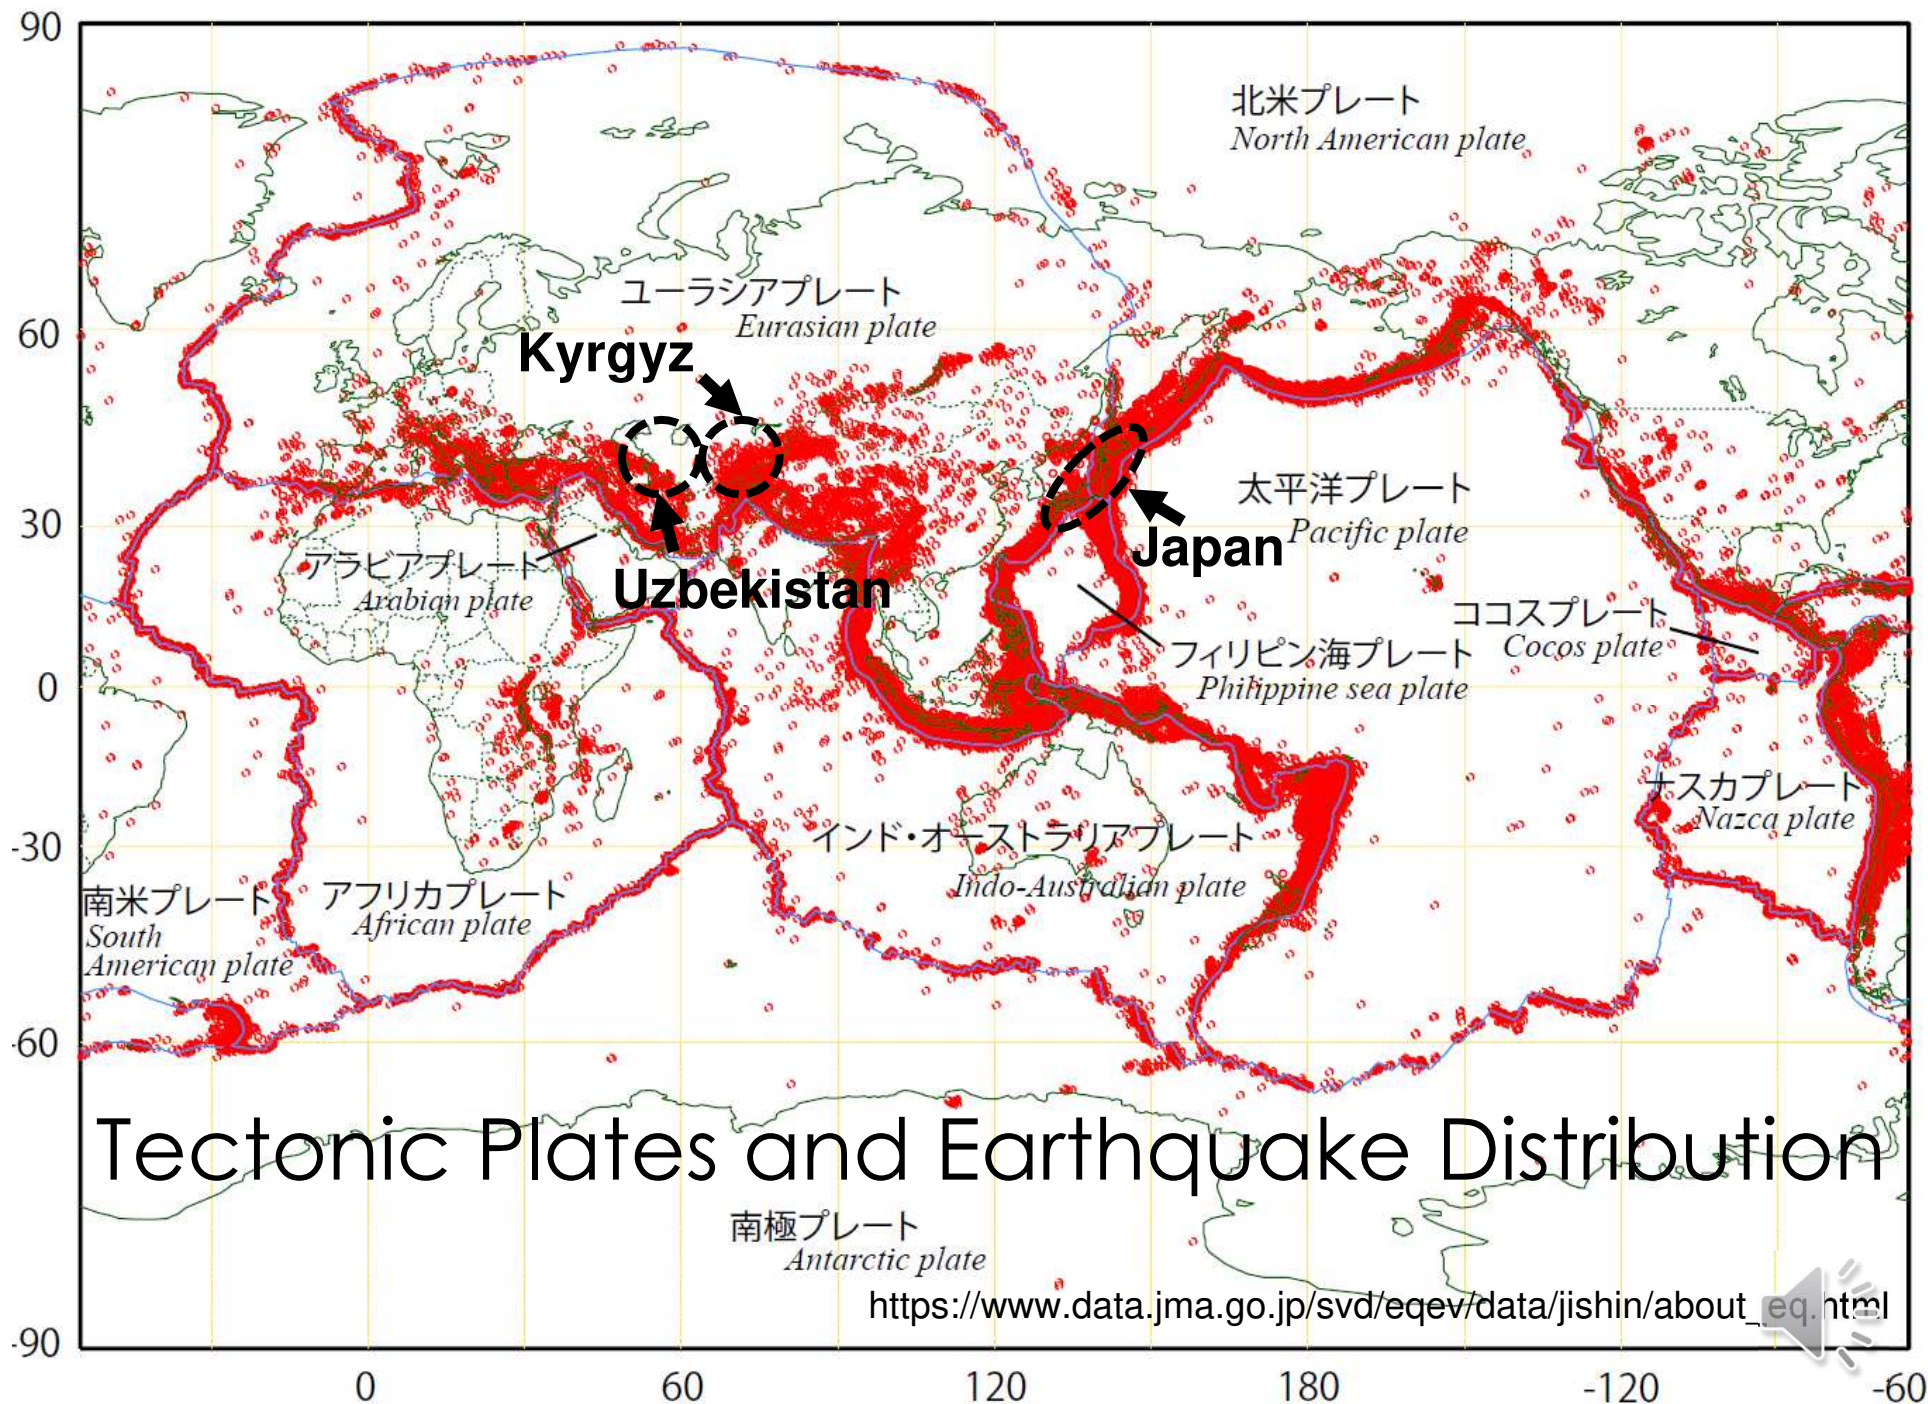 90
60
30
0
-30
-60
-90
北米プレート
North American plate
ユーラシアプレート
Eurasian plate
Kyrgyz
太平洋プレート
Pacific plate
Japan
アラビアプレート
Arabian plate
Uzbekistan
ココスプレート
Cocos plate
フィリピン海プレート
Philippine sea plate
ナスカプレート
Nazca plate
インド・オーストラリアプレート
Indo-Australian plate
南米プレート
South
American plate
アフリカプレート
African plate
Tectonic Plates and Earthquake Distribution
南極プレート
Antarctic plate
https://www.data.jma.go.jp/svd/eqev/data/jishin/about_eq.html
0
60
120
180
-120
-60